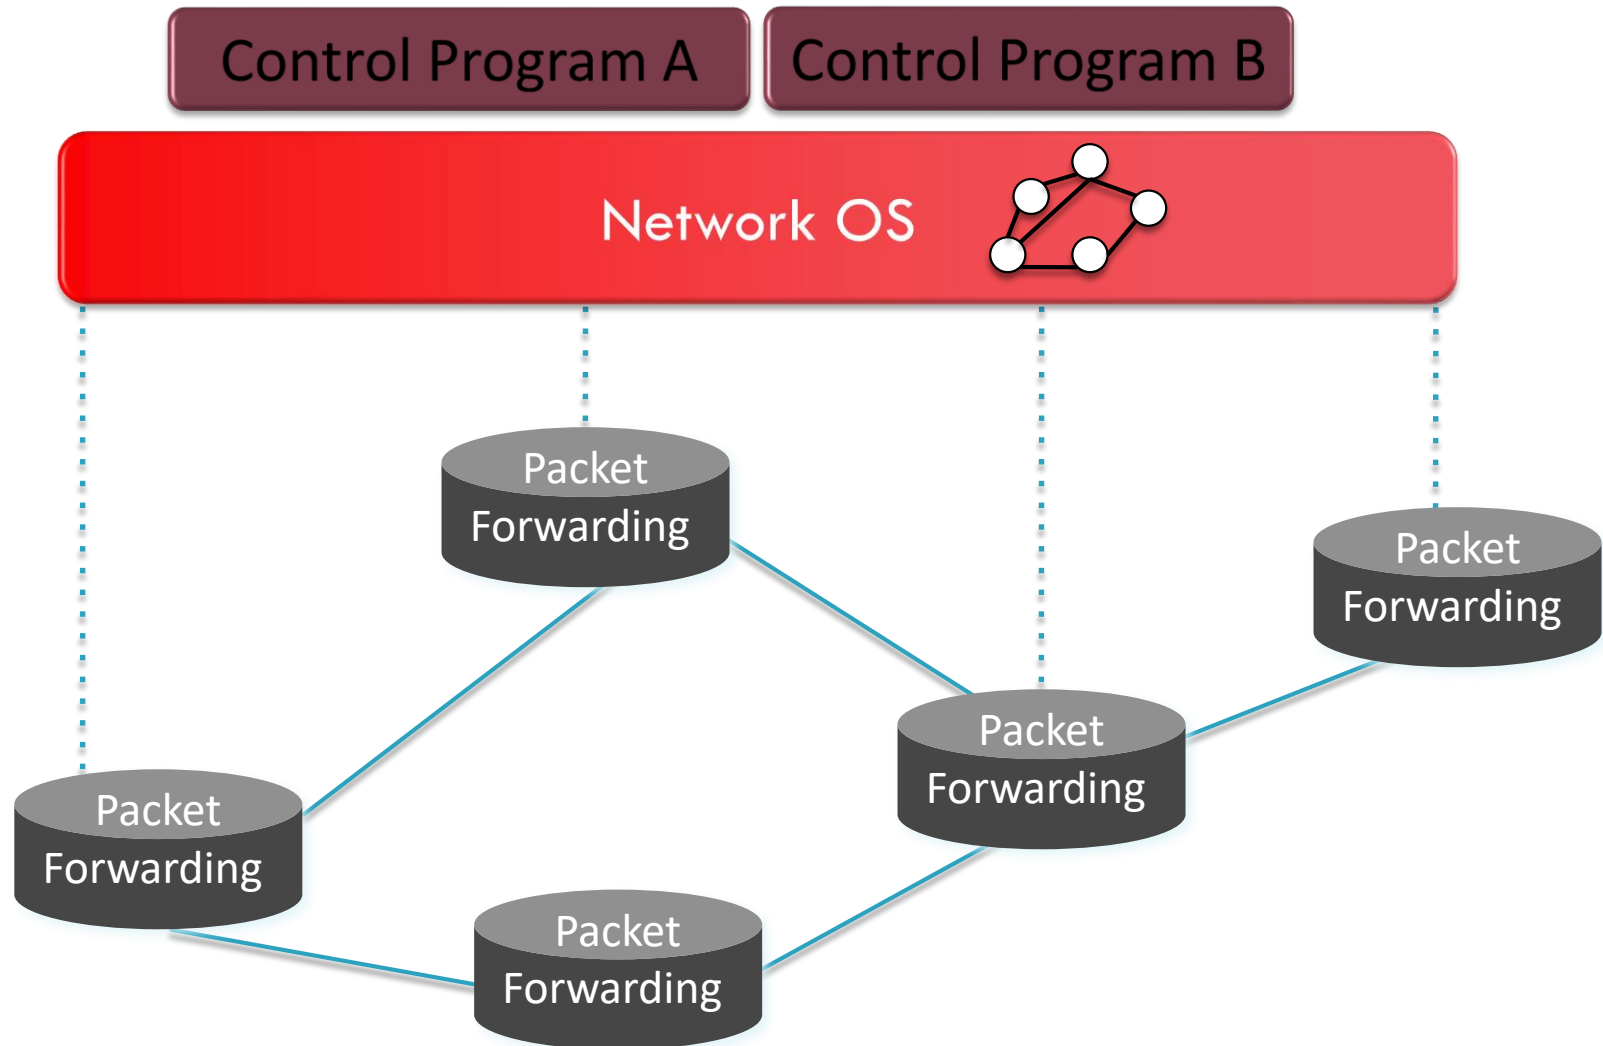 Control Program A
Control Program B
Network OS
Packet
Forwarding
Packet
Forwarding
Packet
Forwarding
Packet
Forwarding
Packet
Forwarding